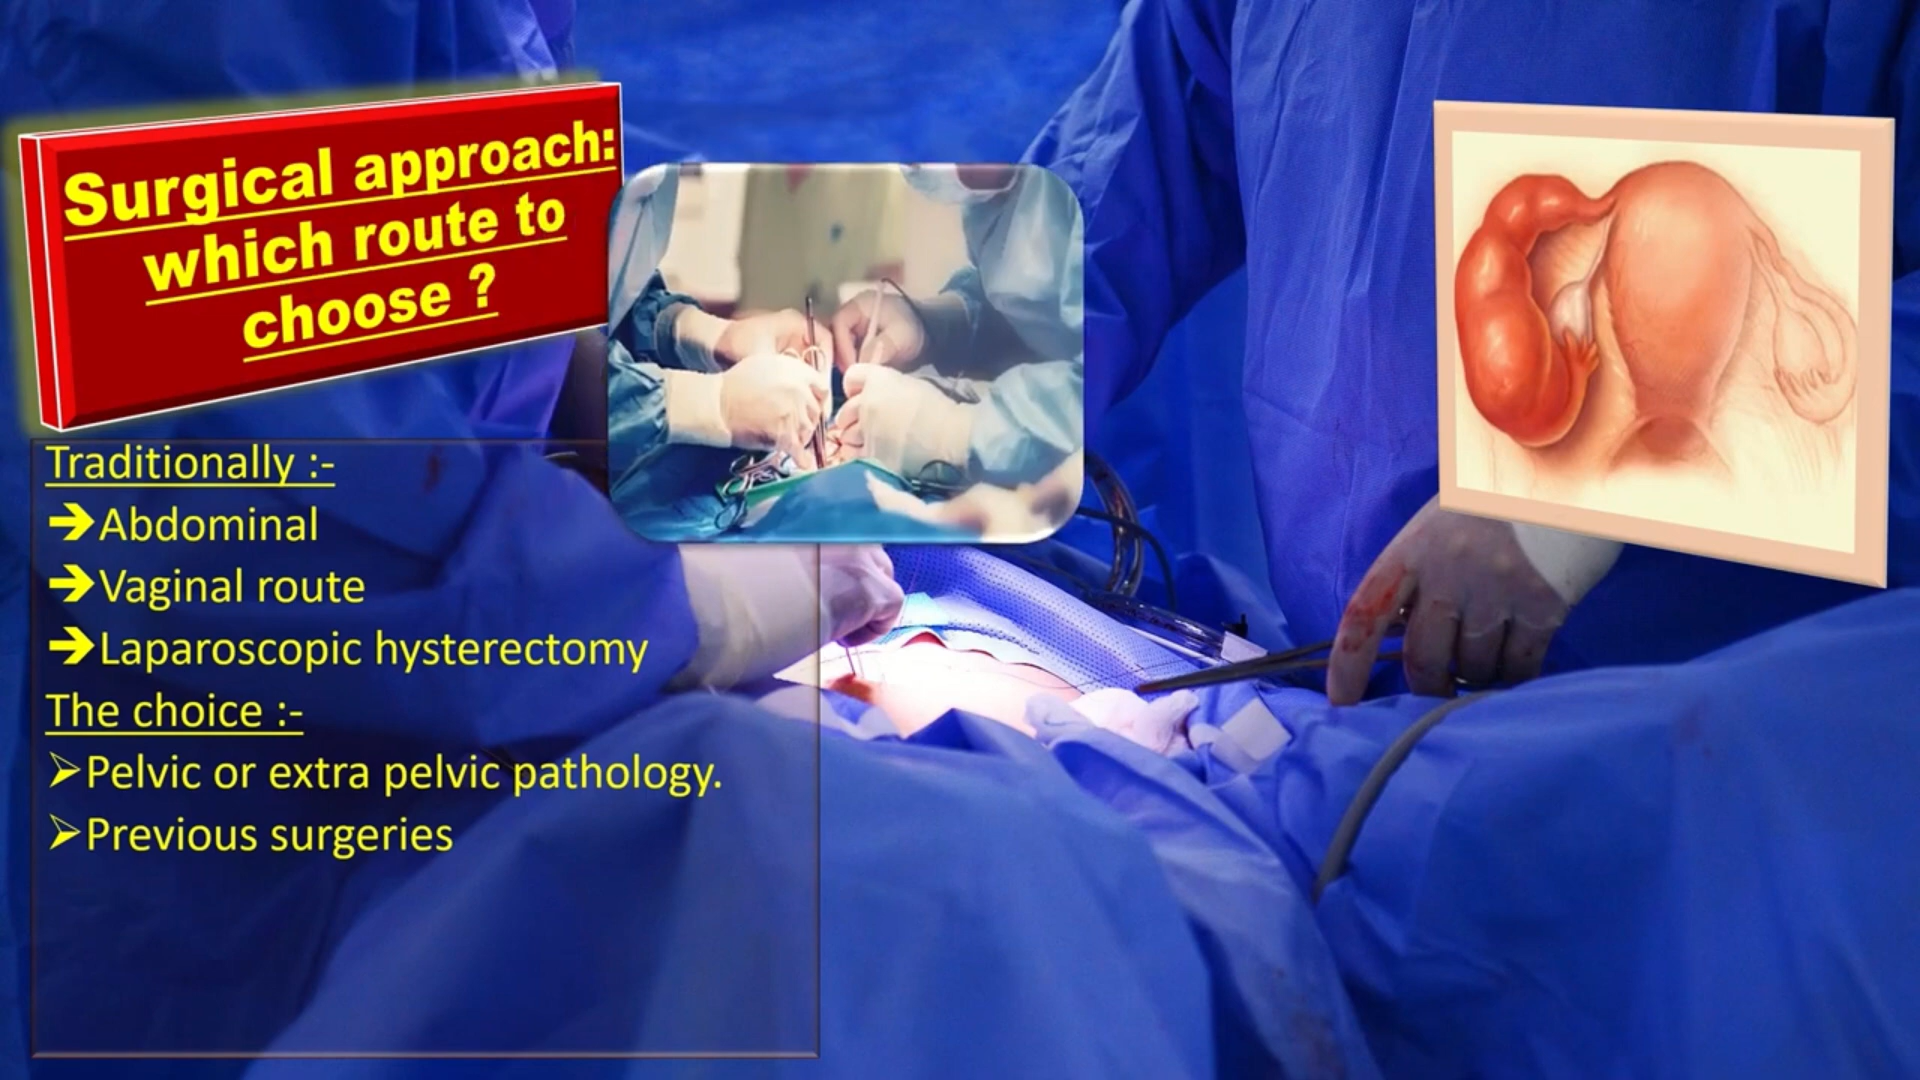 Surgical approach:
which route to
choose ?
Traditionally :-
➔Abdominal
➔Vaginal route
➔Laparoscopic hysterectomy
The choice :-
➢Pelvic or extra pelvic pathology.
➢Previous surgeries